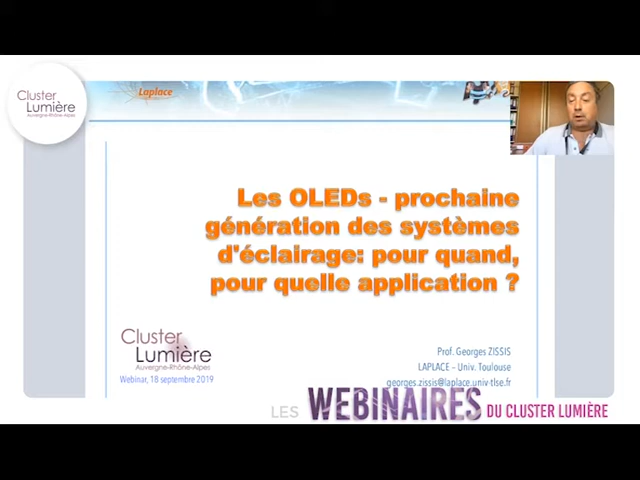 Cluster
Lumière
Auvergne-Rhône-Alpes
Laplace
Les OLEDs - prochaine
génération des systèmes
d'éclairage: pour quand,
pour quelle application ?
Cluster
Lumière
Auvergne-Rhône-Alpes
Webinar, 18 septembre 2019
Prof. Georges ZISSIS
LAPLACE – Univ. Toulouse
georges.zissis@laplace.univ-tlse.fr
LES WEBINAIRES DU CLUSTER LUMIÈRE